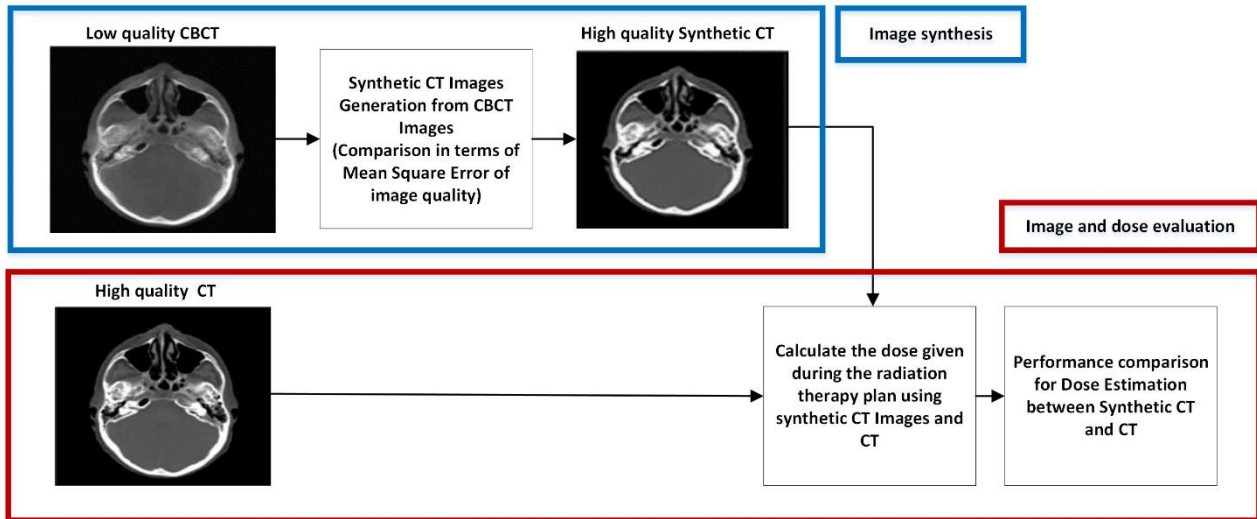 Low quality CBCT
High quality Synthetic CT
Image synthesis
Synthetic CT Images
Generation from CBCT
Images
(Comparison in terms of
Mean Square Error of
image quality)
Image and dose evaluation
High quality CT
Calculate the dose given
during the radiation
therapy plan using
synthetic CT Images and
CT
Performance comparison
for Dose Estimation
between Synthetic CT
and CT